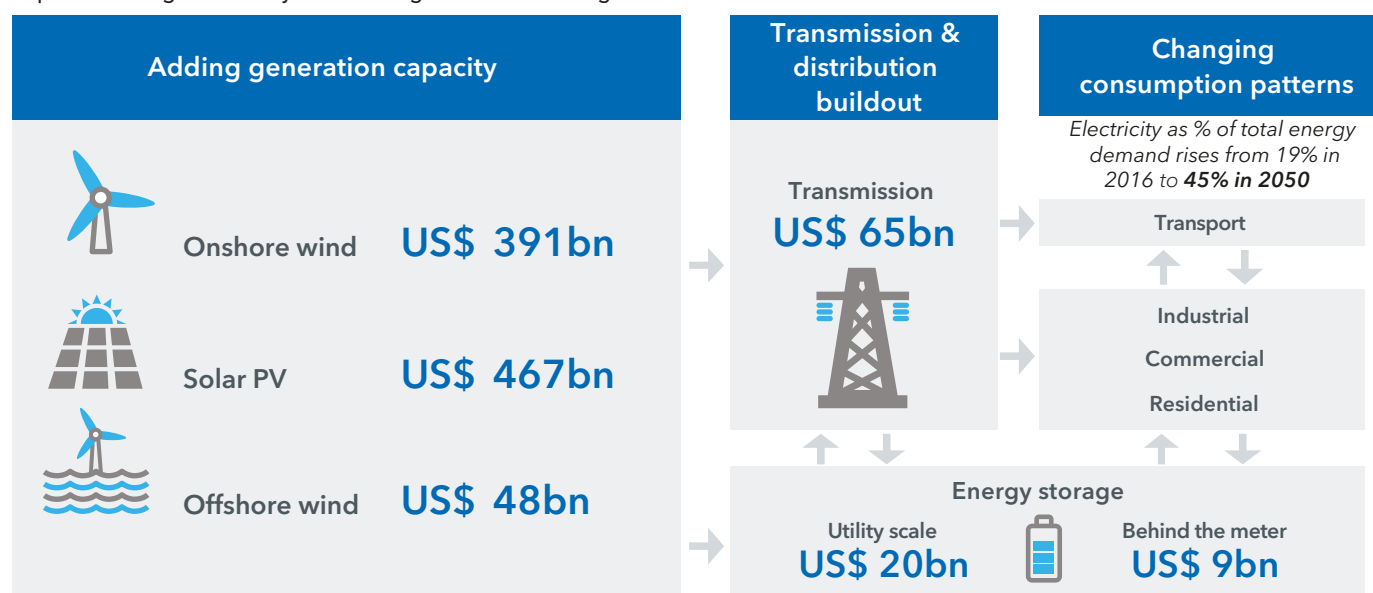 Adding generation capacity
Onshore wind US$ 391bn
Solar PV US$ 467bn
Offshore wind US$ 48bn
Transmission &
distribution
buildout
Transmission
US$ 65bn
Changing
consumption patterns
Electricity as % of total energy
demand rises from 19% in
2016 to 45% in 2050
Transport
Industrial
Commercial
Residential
Energy storage
Utility scale
US$ 20bn
Behind the meter
US$ 9bn